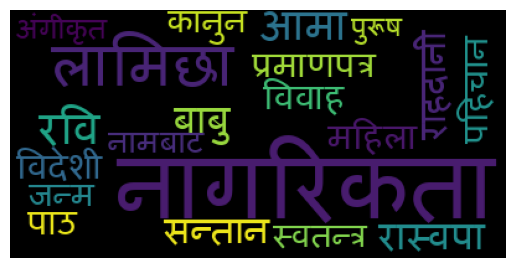 अंगीकृत
कानुन
आमा
पुरूष
लामिछा
प्रमाणपत्र
राहदानी
पहिचान
विवाह
रवि
बाबु
नामबाट
महिला
विदेशी
नागरिकता
जन्म
पाउ
सन्तान
स्वतन्त्र
रास्वपा